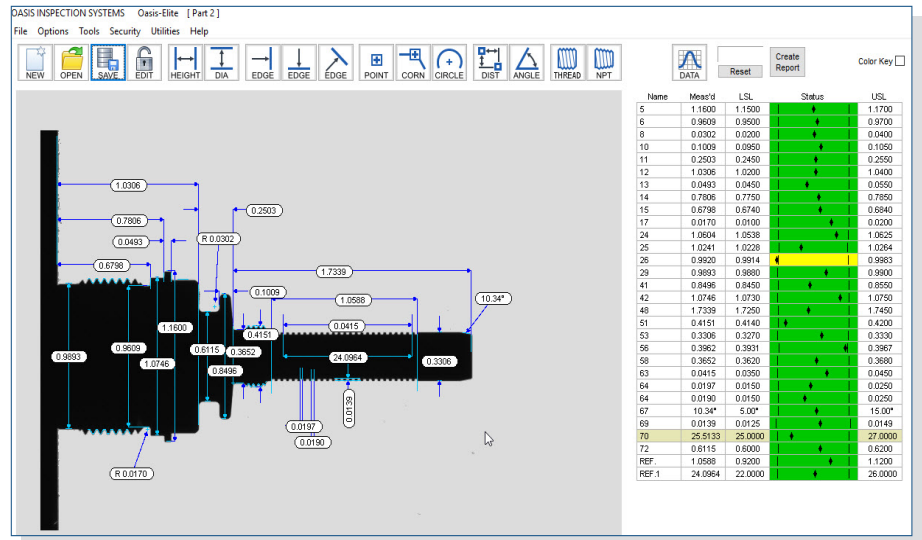 OASIS INSPECTION SYSTEMS Oasis-Elite [ Part 2 ]
File Options Tools Security Utilities Help
NEW OPEN SAVE EDIT HEIGHT DIA EDGE EDGE EDGE POINT CORN CIRCLE DIST ANGLE THREAD NPT DATA Reset Create Report Color Key
Name Meas'd LSL Status USL
5 1.1600 1.1500 1.1700
6 0.9609 0.9500 0.9700
8 0.0302 0.0200 0.0400
10 0.1009 0.0950 0.1050
11 0.2503 0.2450 0.2550
12 1.0306 1.0200 1.0400
13 0.0493 0.0450 0.0550
14 0.7806 0.7750 0.7850
15 0.6798 0.6740 0.6840
17 0.0170 0.0100 0.0200
24 1.0604 1.0538 1.0625
25 1.0241 1.0228 1.0264
26 0.9920 0.9914 0.9983
29 0.9893 0.9880 0.9900
41 0.8496 0.8450 0.8550
42 1.0746 1.0730 1.0750
48 1.7339 1.7250 1.7450
51 0.4151 0.4140 0.4200
53 0.3306 0.3270 0.3330
56 0.3962 0.3931 0.3967
58 0.3652 0.3620 0.3680
63 0.0415 0.0350 0.0450
64 0.0197 0.0150 0.0250
64 0.0190 0.0150 0.0250
67 10.34° 5.00° 15.00°
69 0.0139 0.0125 0.0149
70 25.5133 25.0000 27.0000
72 0.6115 0.6000 0.6200
REF. 1.0588 0.9200 1.1200
REF.1 24.0964 22.0000 26.0000
1.0306
0.2503
0.7806
0.0493
R 0.0302
0.6798
1.7339
0.1009
1.0588
10.34°
1.1600
0.4151
0.0415
0.9893
0.9609
1.0746
0.6115
0.3652
24.0964
0.3306
0.8496
0.0139
0.0197
0.0190
R 0.0170